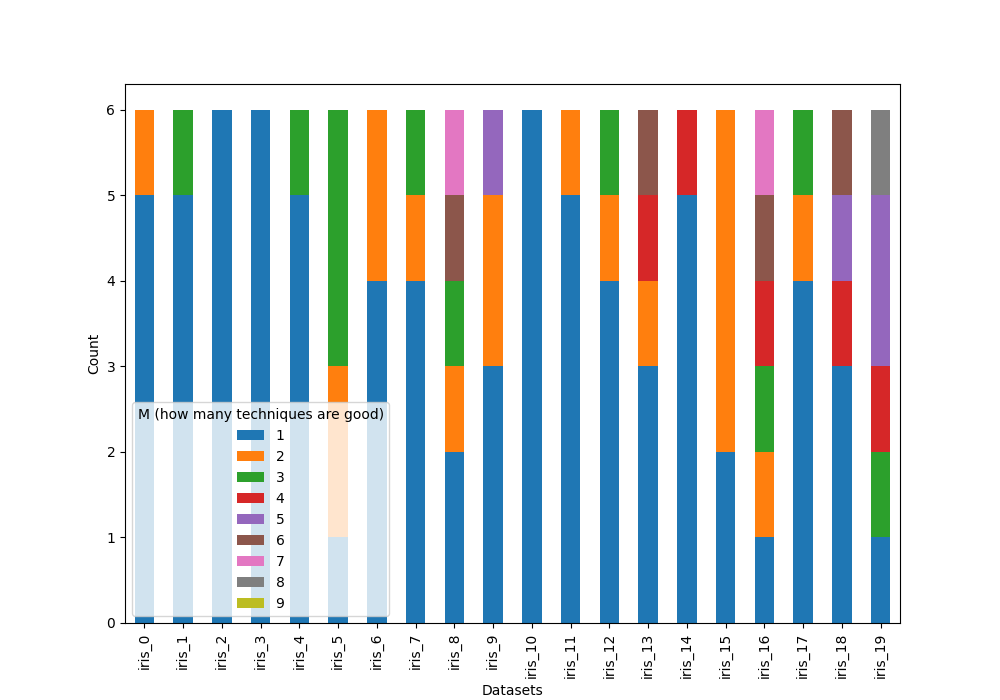 6
5
4
3
2
1
0
Count
M (how many techniques are good)
1
2
3
4
5
6
7
8
9
iris_0
iris_1
iris_2
iris_3
iris_4
iris_5
iris_6
iris_7
iris_8
iris_9
iris_10
iris_11
iris_12
iris_13
iris_14
iris_15
iris_16
iris_17
iris_18
iris_19
Datasets